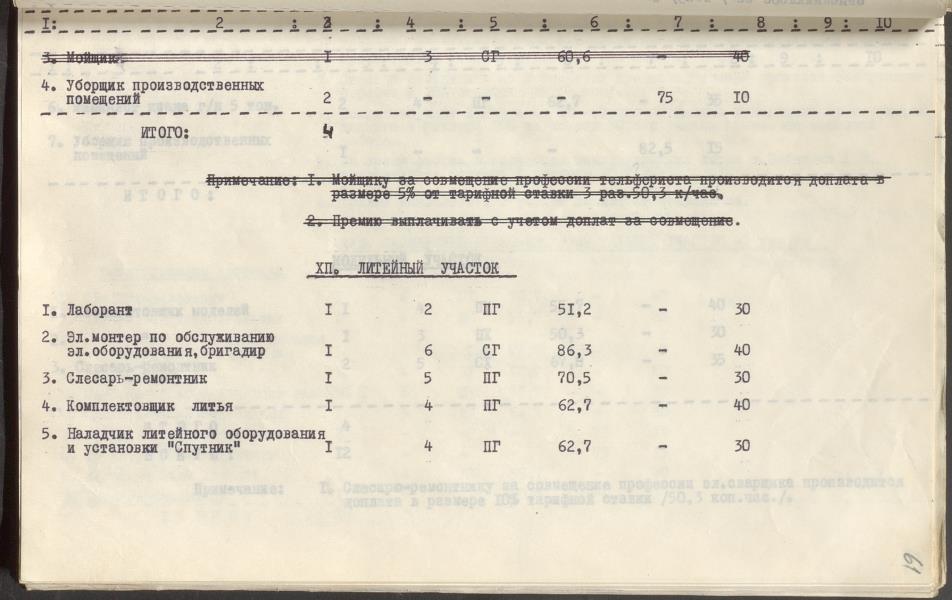 I: 2 : 3 : 4 : 5 : 6 : 7 : 8 : 9 : 10
3. Мойщик I 3 СГ 60,6 - 40
4. Уборщик производственных
помещений 2 - - - 75 I0
ИТОГО: 4
Примечание: I. Мойщику за совмещение профессии тельфериста производится доплата в
размере 5% от тарифной ставки 3 раз.50,3 к/час.
2. Премию выплачивать с учетом доплат за совмещение.
ХП. ЛИТЕЙНЫЙ УЧАСТОК
I. Лаборант I 2 ПГ 51,2 - 30
2. Эл.монтер по обслуживанию
эл.оборудования,бригадир I 6 СГ 86,3 - 40
3. Слесарь-ремонтник I 5 ПГ 70,5 - 30
4. Комплектовщик литья I 4 ПГ 62,7 - 40
5. Наладчик литейного оборудования
и установки "Спутник" I 4 ПГ 62,7 - 30
61